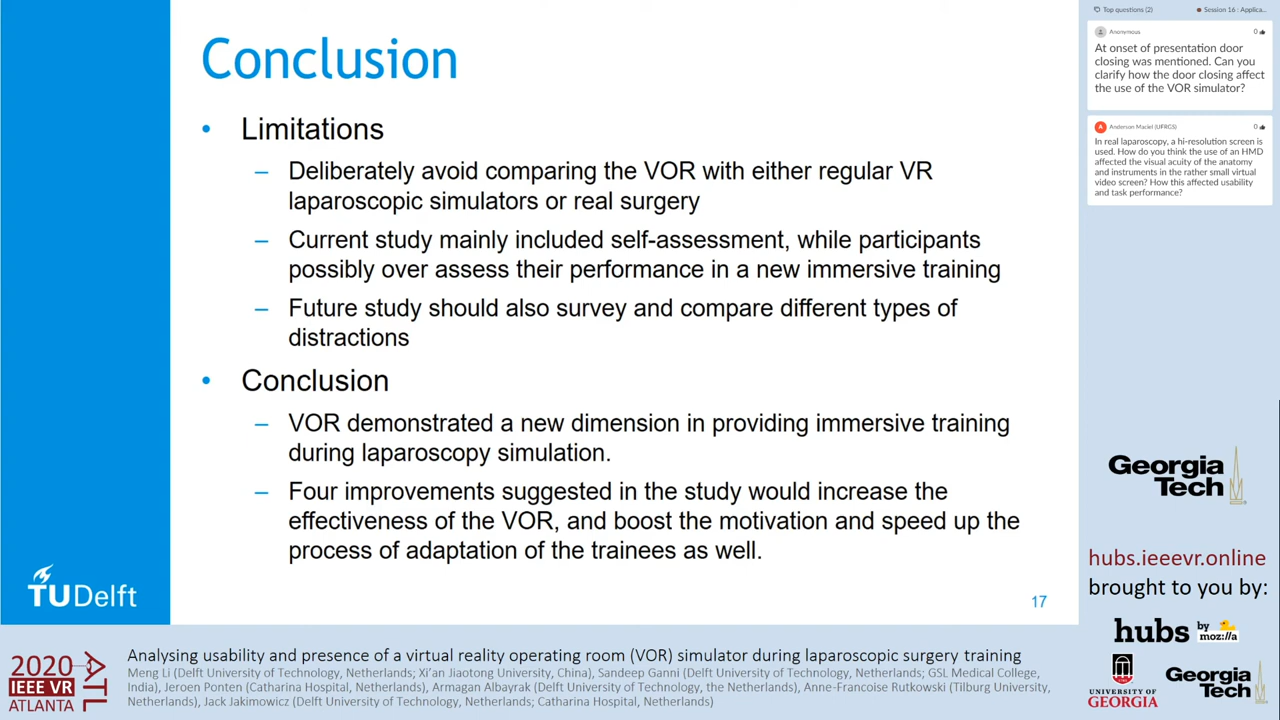 Conclusion
• Limitations
– Deliberately avoid comparing the VOR with either regular VR
laparoscopic simulators or real surgery
– Current study mainly included self-assessment, while participants
possibly over assess their performance in a new immersive training
– Future study should also survey and compare different types of
distractions
• Conclusion
– VOR demonstrated a new dimension in providing immersive training
during laparoscopy simulation.
– Four improvements suggested in the study would increase the
effectiveness of the VOR, and boost the motivation and speed up the
process of adaptation of the trainees as well.
17
TUDelft
Top questions (2)
Session 16 : Applica...
Anonymous
0
At onset of presentation door
closing was mentioned. Can you
clarify how the door closing affect
the use of the VOR simulator?
A
Anderson Maciel (UFRGS)
0
In real laparoscopy, a hi-resolution screen is
used. How do you think the use of an HMD
affected the visual acuity of the anatomy
and instruments in the rather small virtual
video screen? How this affected usability
and task performance?
Georgia
Tech
hubs.ieeevr.online
brought to you by:
hubs by
moz://a
UNIVERSITY OF
GEORGIA
Georgia
Tech
2020
IEEE VR
ATLANTA
ATL
Analysing usability and presence of a virtual reality operating room (VOR) simulator during laparoscopic surgery training
Meng Li (Delft University of Technology, Netherlands; Xi'an Jiaotong University, China), Sandeep Ganni (Delft University of Technology, Netherlands; GSL Medical College,
India), Jeroen Ponten (Catharina Hospital, Netherlands), Armagan Albayrak (Delft University of Technology, the Netherlands), Anne-Francoise Rutkowski (Tilburg University,
Netherlands), Jack Jakimowicz (Delft University of Technology, Netherlands; Catharina Hospital, Netherlands)